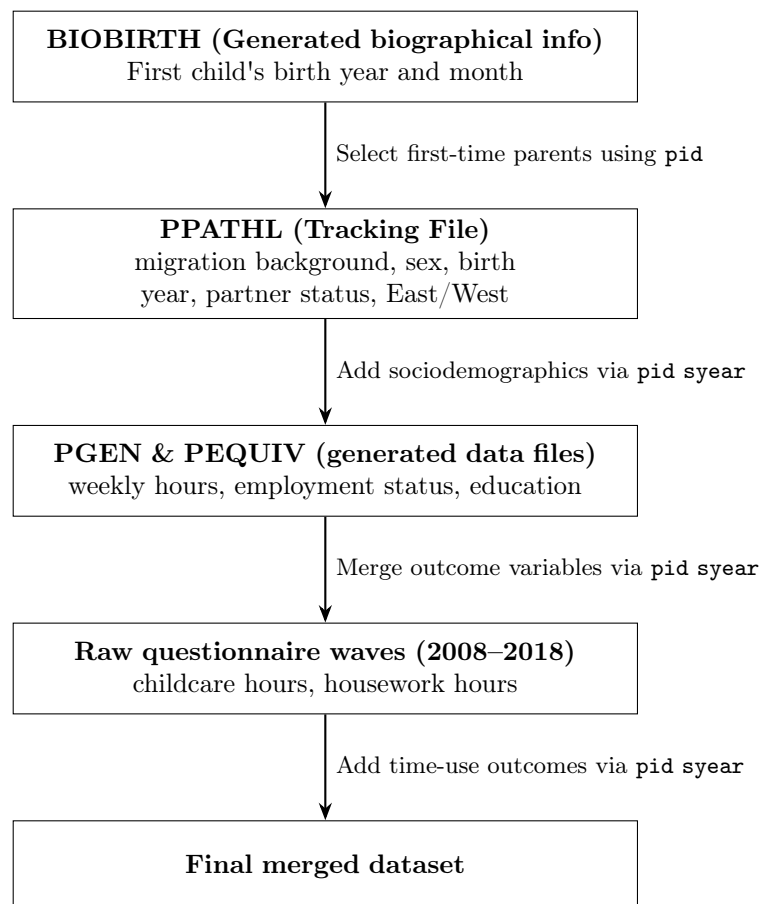 BIOBIRTH (Generated biographical info)
First child's birth year and month
Select first-time parents using pid
PPATHL (Tracking File)
migration background, sex, birth
year, partner status, East/West
Add sociodemographics via pid syear
PGEN & PEQUIV (generated data files)
weekly hours, employment status, education
Merge outcome variables via pid syear
Raw questionnaire waves (2008–2018)
childcare hours, housework hours
Add time-use outcomes via pid syear
Final merged dataset